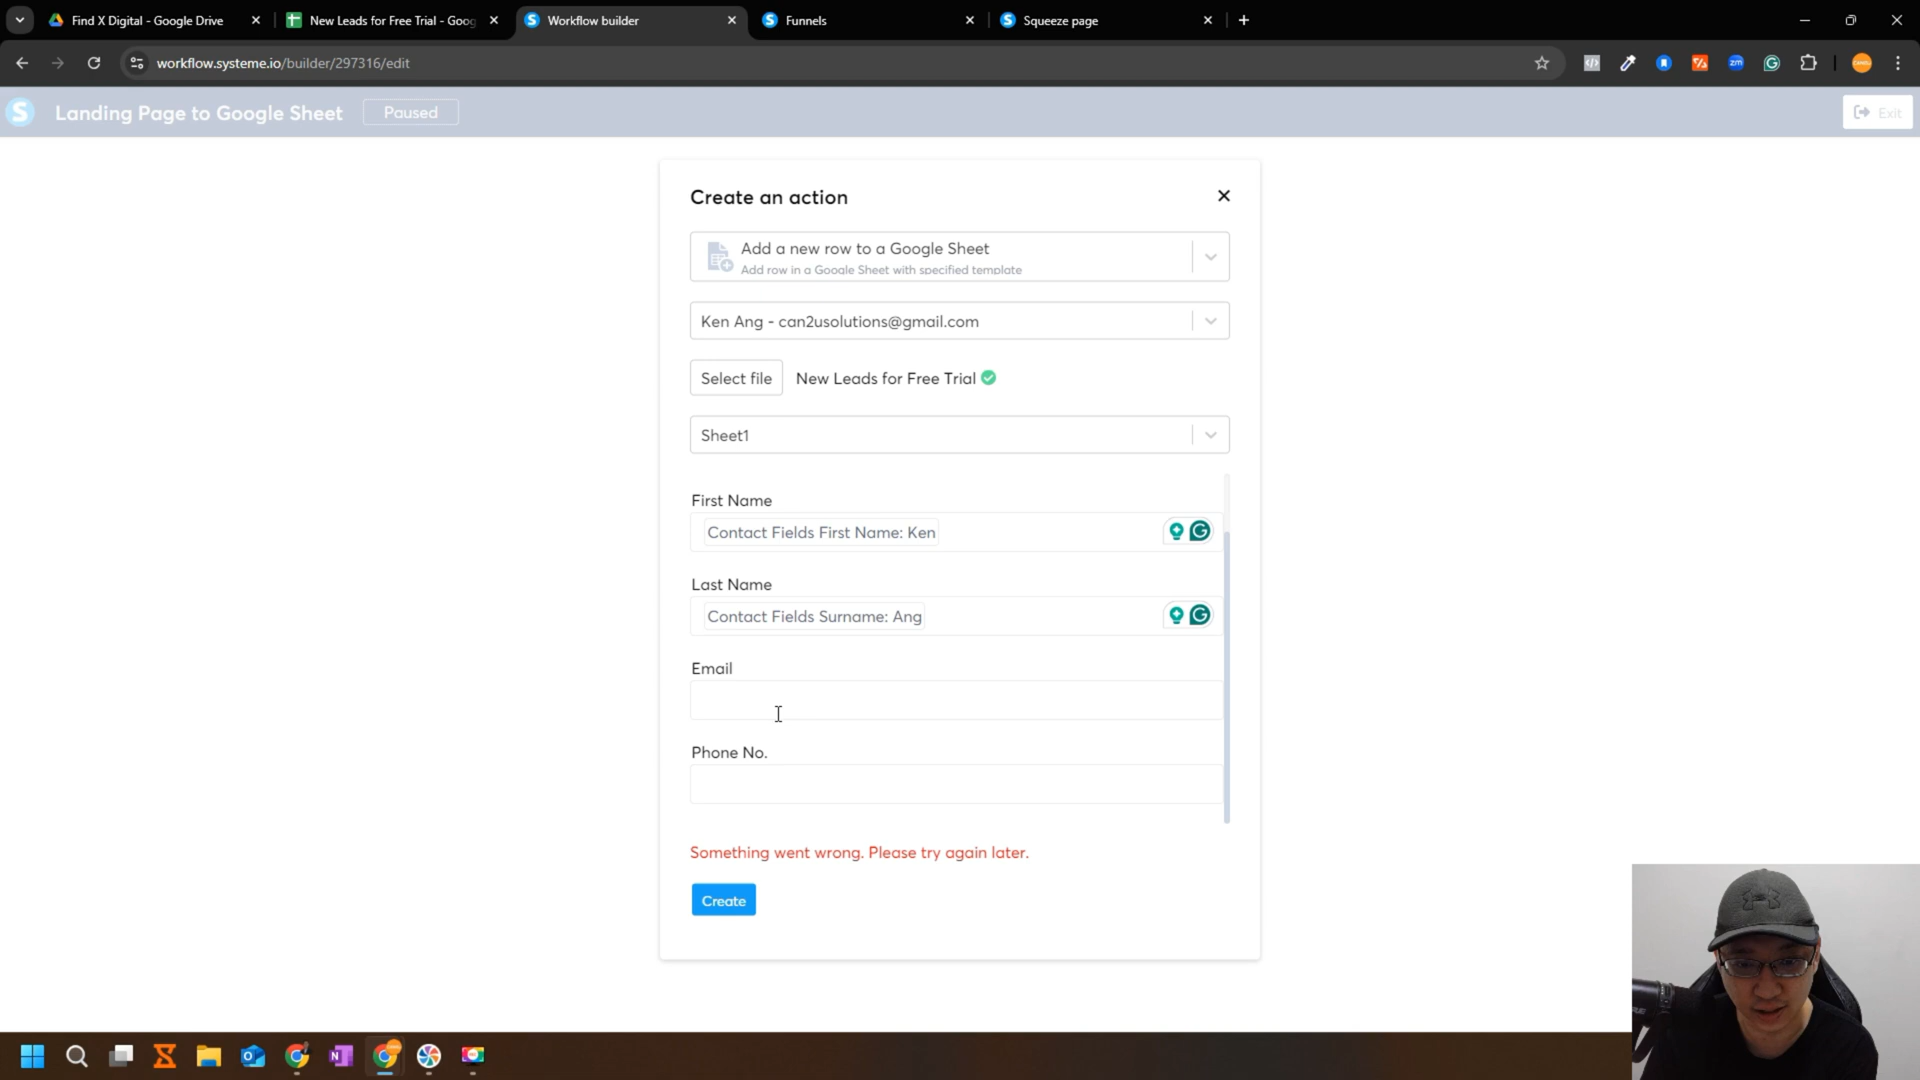 Find X Digital - Google Drive
New Leads for Free Trial - Goog
Workflow builder
Funnels
Squeeze page
workflow.systeme.io/builder/297316/edit
Landing Page to Google Sheet
Paused
Exit
Create an action
Add a new row to a Google Sheet
Add row in a Google Sheet with specified template
Ken Ang - can2usolutions@gmail.com
Select file
New Leads for Free Trial
Sheet1
First Name
Contact Fields First Name: Ken
Last Name
Contact Fields Surname: Ang
Email
Phone No.
Something went wrong. Please try again later.
Create